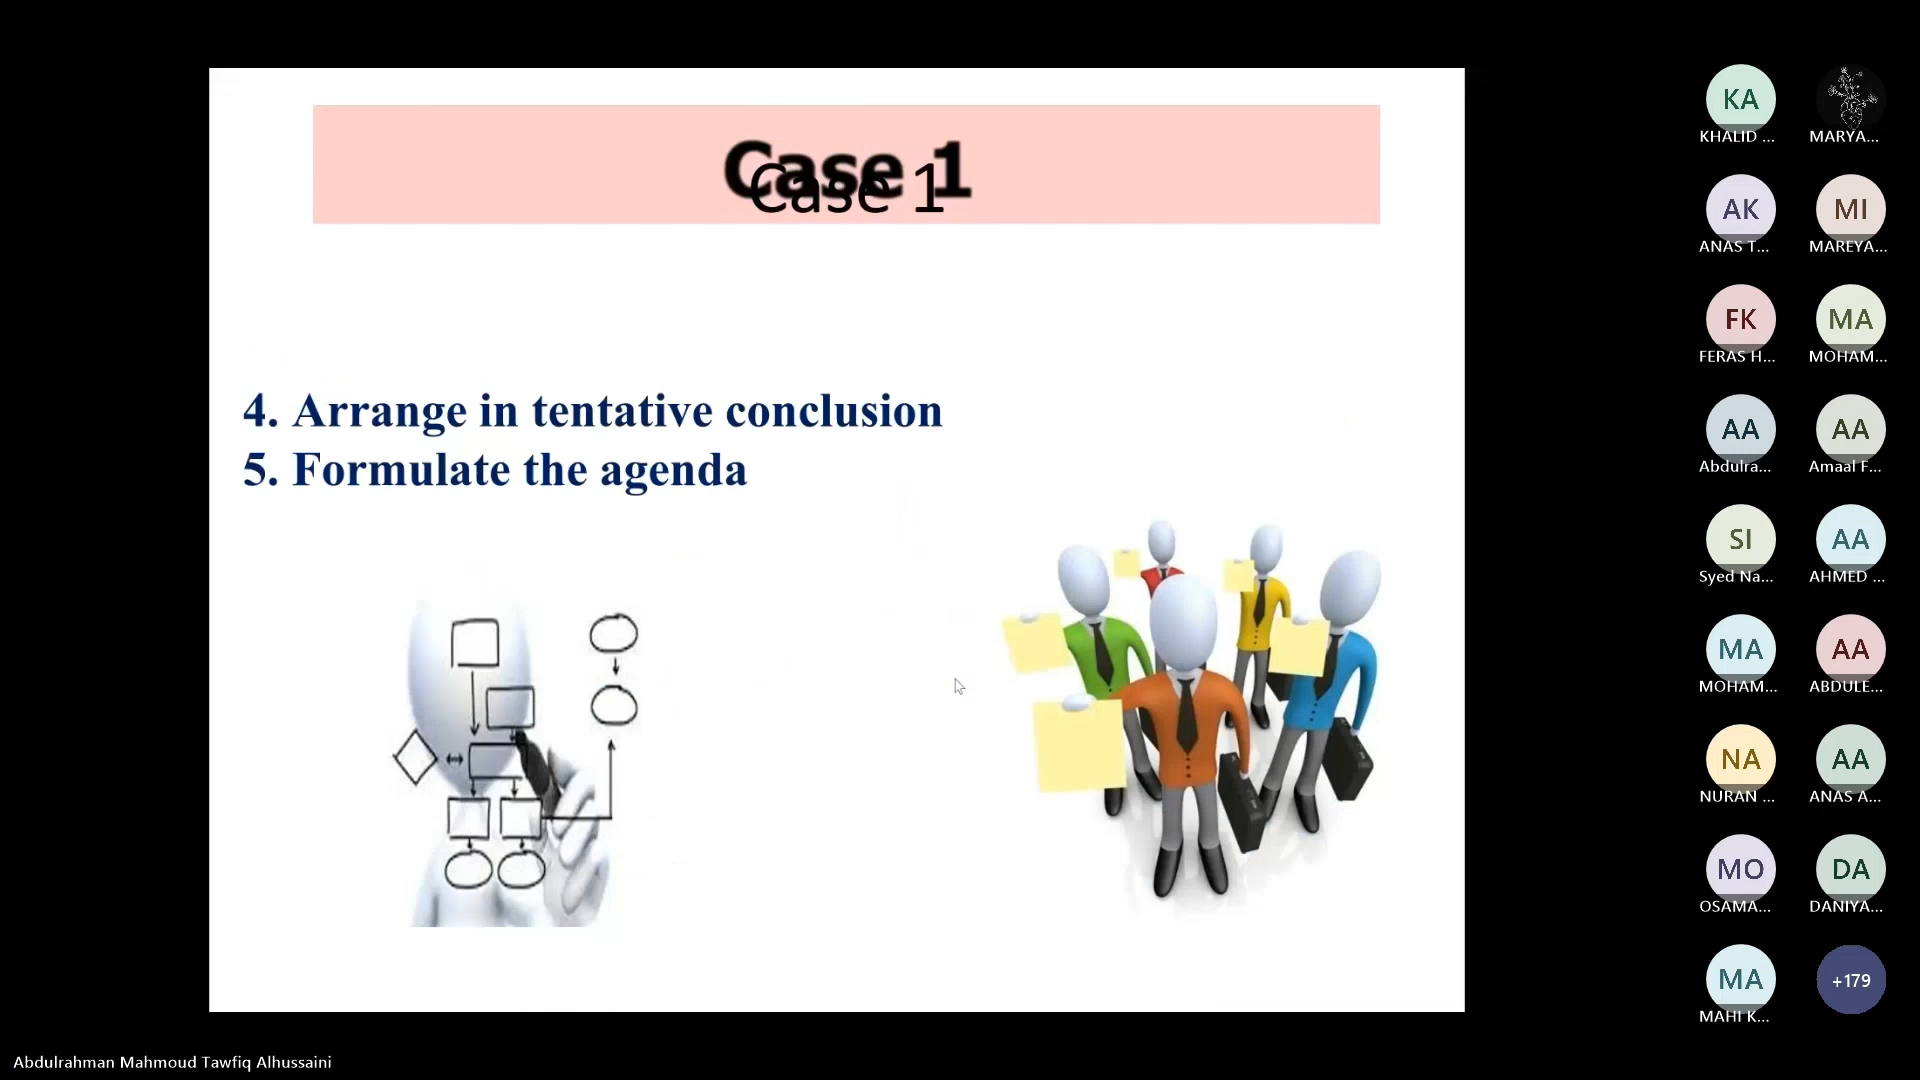 Case 1
Case 1
4. Arrange in tentative conclusion
5. Formulate the agenda
KA
KHALID ...
MARYA...
AK
ANAS T...
MI
MAREYA...
FK
FERAS H...
MA
MOHAM...
AA
Abdulra...
AA
Amaal F...
SI
Syed Na...
AA
AHMED ...
MA
MOHAM...
AA
ABDULE...
NA
NURAN ...
AA
ANAS A...
MO
OSAMA...
DA
DANIYA...
MA
MAHI K...
+179
Abdulrahman Mahmoud Tawfiq Alhussaini